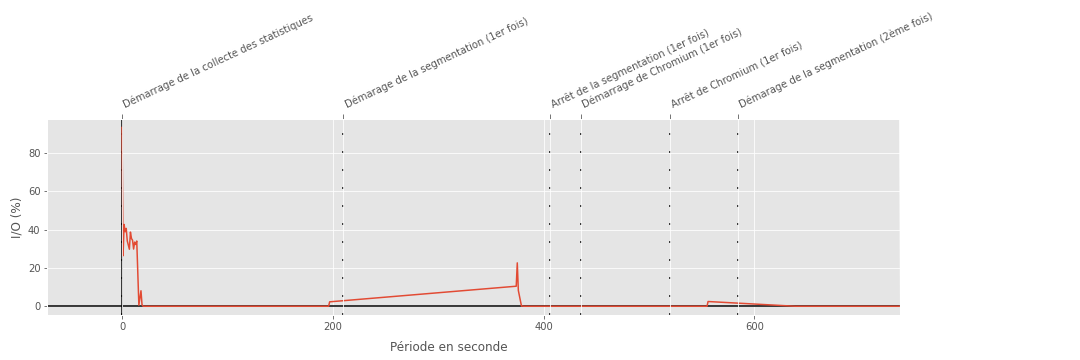 Démarrage de la collecte des statistiques
Démarage de la segmentation (1er fois)
Arrêt de la segmentation (1er fois)
Démarrage de Chromium (1er fois)
Arrêt de Chromium (1er fois)
Démarage de la segmentation (2ème fois)
I/O (%)
80
60
40
20
0
0
200
400
600
Période en seconde